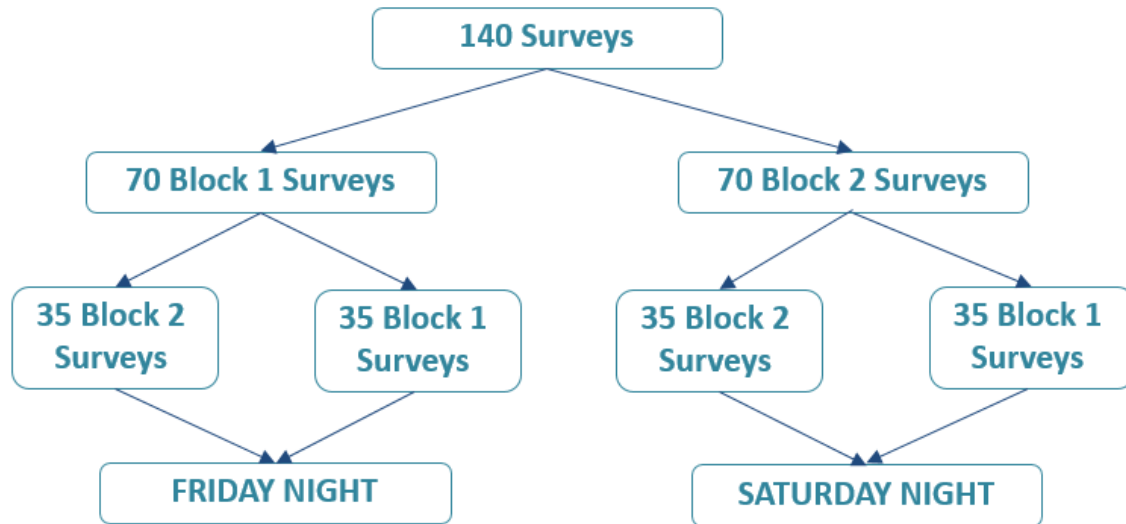 140 Surveys
70 Block 1 Surveys
70 Block 2 Surveys
35 Block 2
Surveys
35 Block 1
Surveys
35 Block 2
Surveys
35 Block 1
Surveys
FRIDAY NIGHT
SATURDAY NIGHT